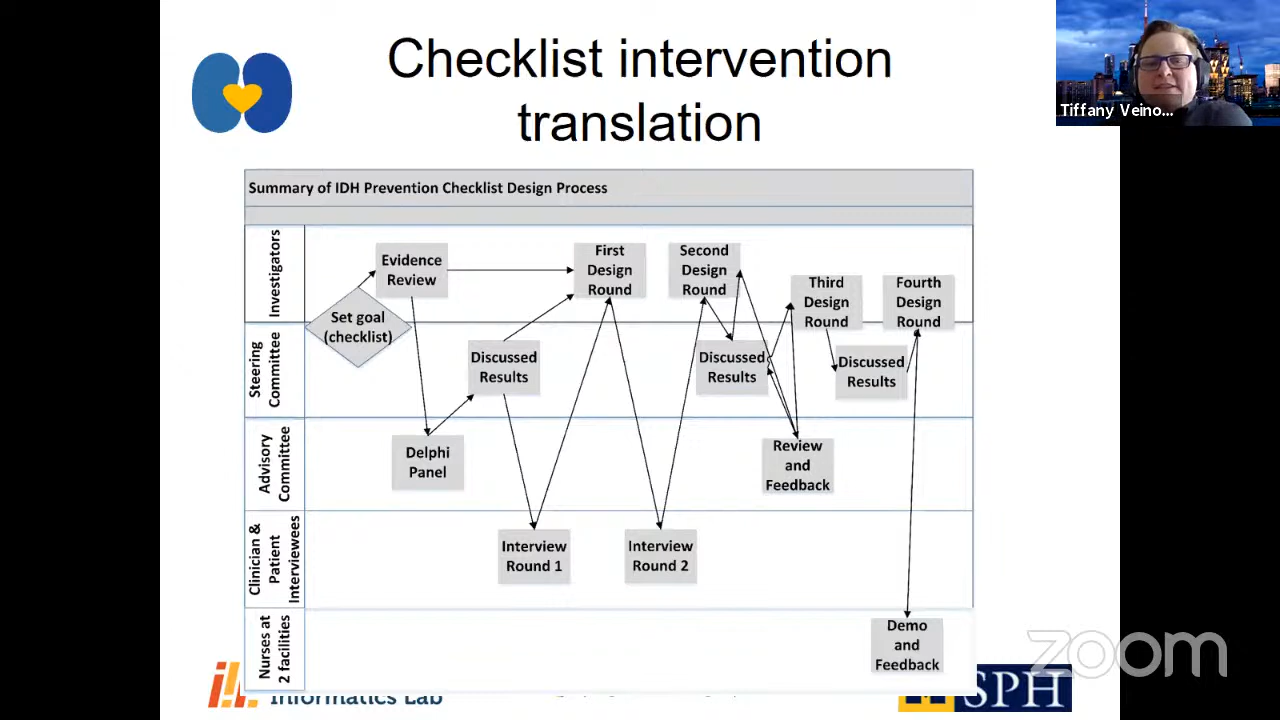 Checklist intervention
translation
Tiffany Veino...
Summary of IDH Prevention Checklist Design Process
Investigators
Evidence
Review
First
Design
Round
Second
Design
Round
Third
Design
Round
Fourth
Design
Round
Set goal
(checklist)
Steering
Committee
Discussed
Results
Discussed
Results
Discussed
Results
Advisory
Committee
Delphi
Panel
Review
and
Feedback
Clinician &
Patient
Interviewees
Interview
Round 1
Interview
Round 2
Nurses at
2 facilities
Demo
and
Feedback
zoom
Informatics Lab
SPH